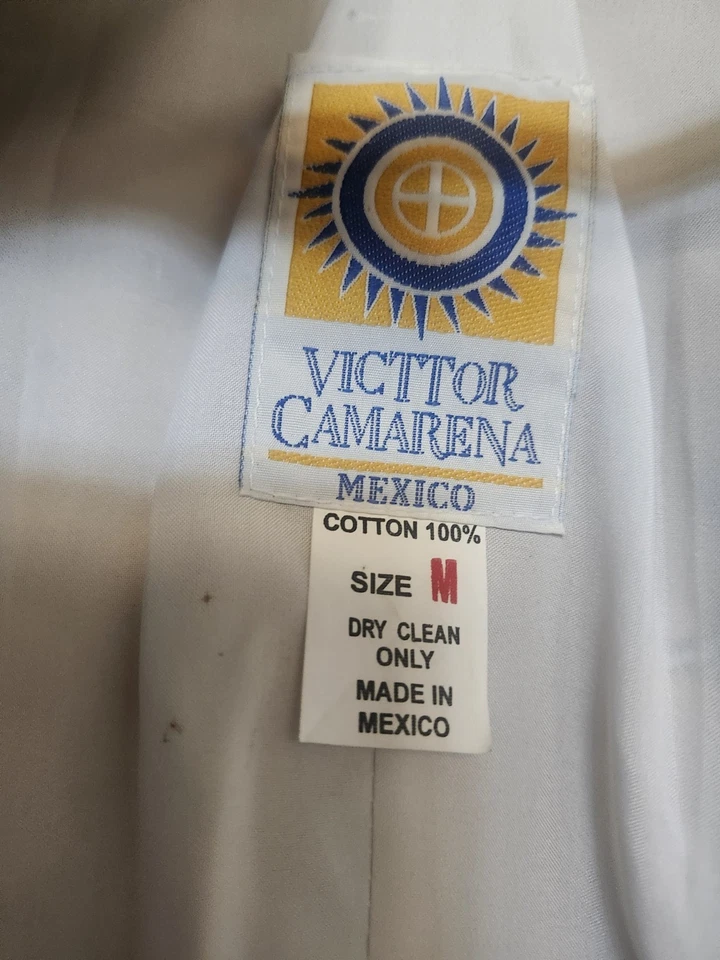 VICTTOR
CAMARENA
MEXICO
COTTON 100%
SIZE M
DRY CLEAN
ONLY
MADE IN
MEXICO